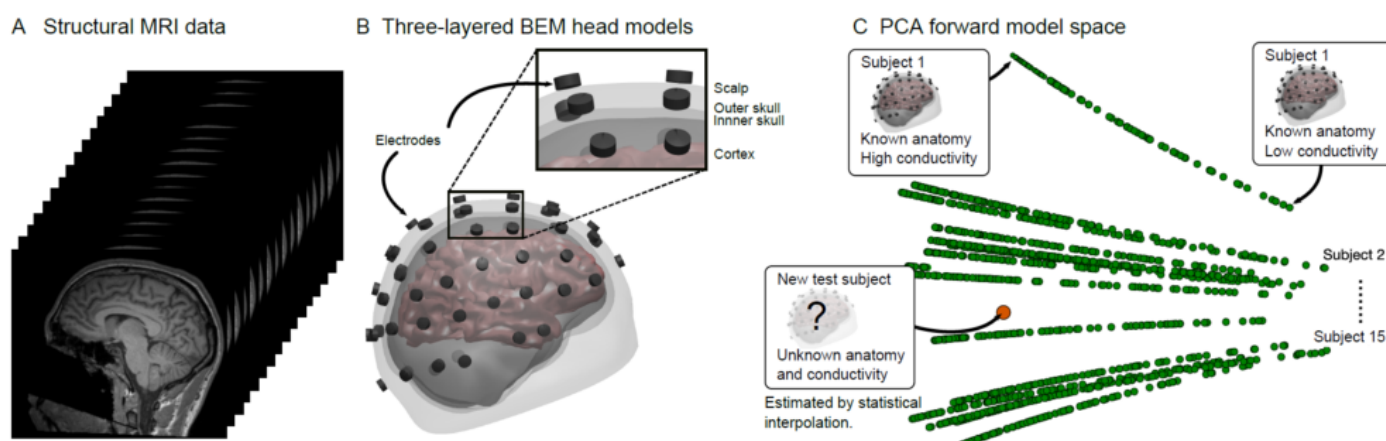 A Structural MRI data
B Three-layered BEM head models
Scalp
Outer skull
Innner skull
Cortex
Electrodes
C PCA forward model space
Subject 1
Known anatomy
High conductivity
Subject 1
Known anatomy
Low conductivity
Subject 2
Subject 15
New test subject
?
Unknown anatomy
and conductivity
Estimated by statistical
interpolation.